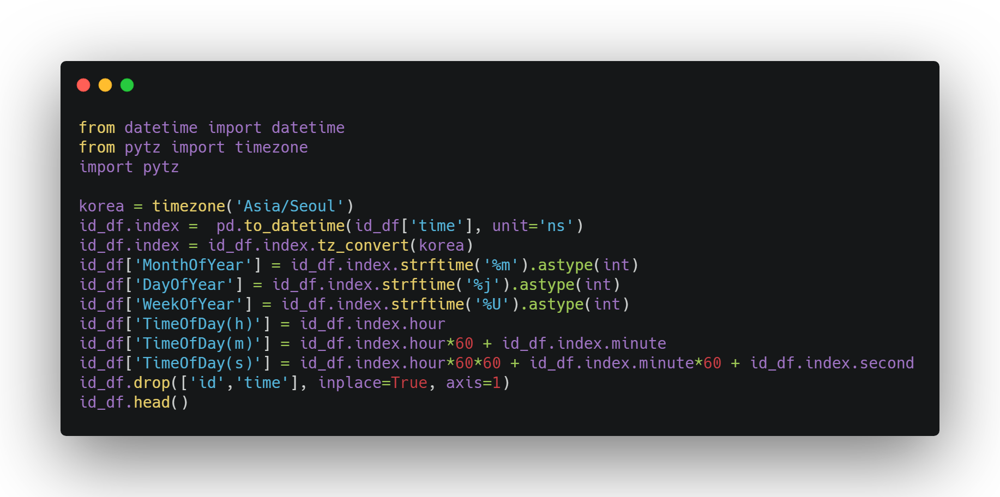 from datetime import datetime
from pytz import timezone
import pytz

korea = timezone('Asia/Seoul')
id_df.index =  pd.to_datetime(id_df['time'], unit='ns')
id_df.index = id_df.index.tz_convert(korea)
id_df['MonthOfYear'] = id_df.index.strftime('%m').astype(int)
id_df['DayOfYear'] = id_df.index.strftime('%j').astype(int)
id_df['WeekOfYear'] = id_df.index.strftime('%U').astype(int)
id_df['TimeOfDay(h)'] = id_df.index.hour
id_df['TimeOfDay(m)'] = id_df.index.hour*60 + id_df.index.minute
id_df['TimeOfDay(s)'] = id_df.index.hour*60*60 + id_df.index.minute*60 + id_df.index.second
id_df.drop(['id','time'], inplace=True, axis=1)
id_df.head()